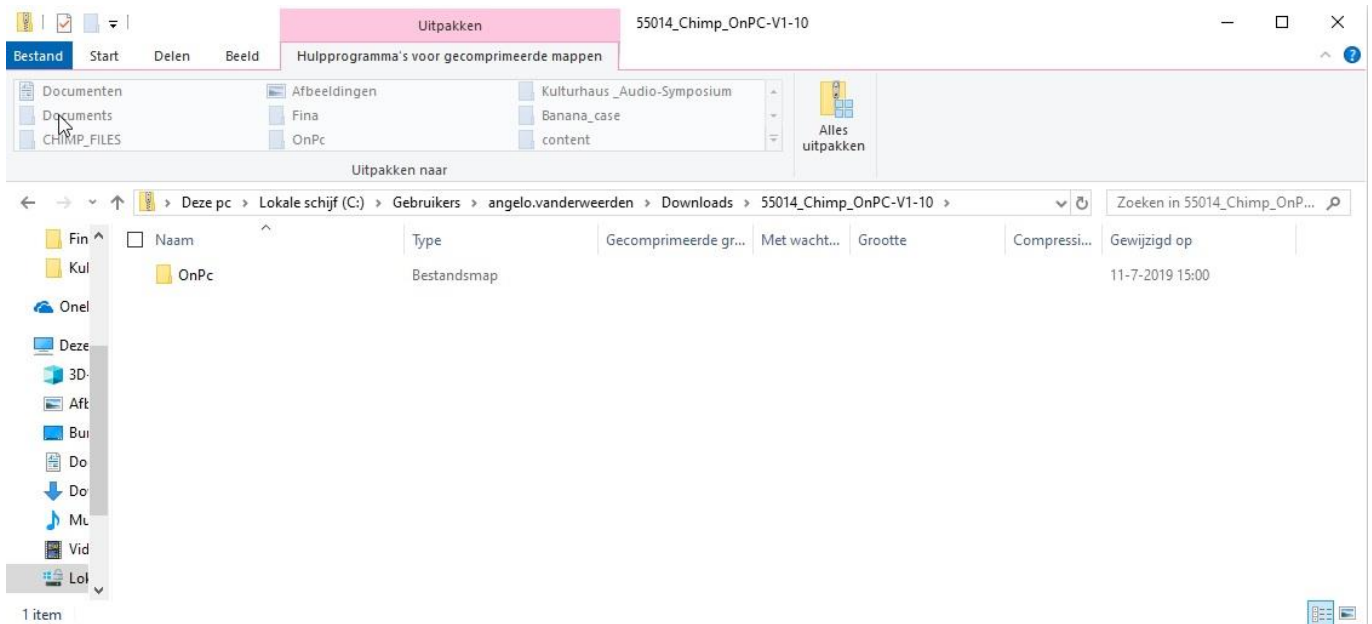 Uitpakken 55014_Chimp_OnPC-V1-10
Bestand Start Delen Beeld Hulpprogramma's voor gecomprimeerde mappen
Documenten Afbeeldingen Kulturhaus _Audio-Symposium
Documents Fina Banana_case
CHIMP_FILES OnPc content
Alles uitpakken
Uitpakken naar
Deze pc > Lokale schijf (C:) > Gebruikers > angelo.vanderweerden > Downloads > 55014_Chimp_OnPC-V1-10 > Zoeken in 55014_Chimp_OnP...
Naam Type Gecomprimeerde gr... Met wacht... Grootte Compressi... Gewijzigd op
OnPc Bestandsmap 11-7-2019 15:00
Fin
Kul
OneI
Deze
3D-
Afb
Bur
Do
Dov
Mu
Vid
Lok
1 item